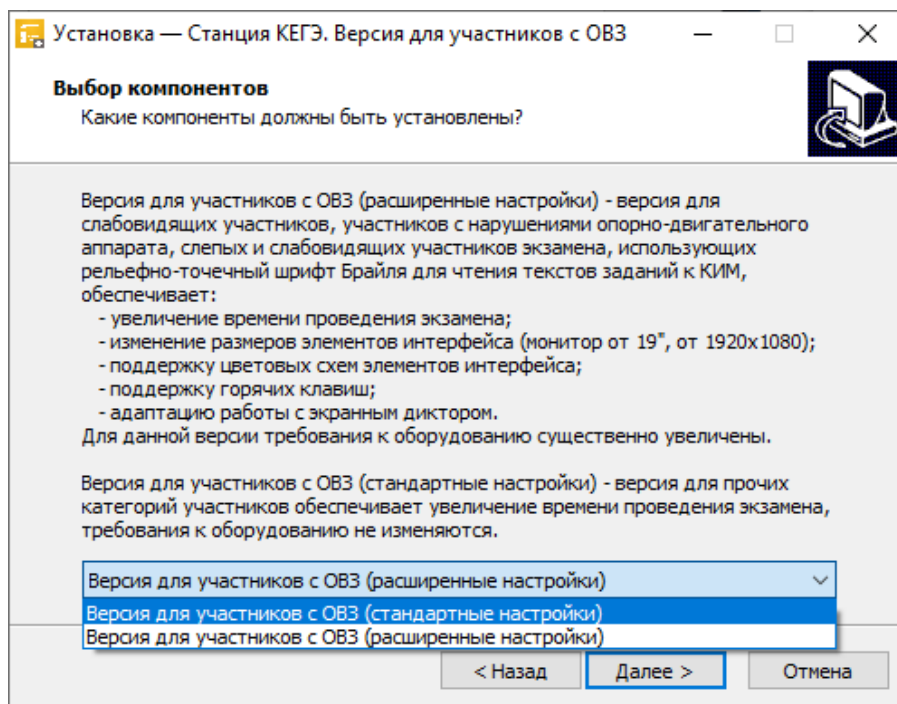 Установка — Станция КЕГЭ. Версия для участников с ОВЗ
Выбор компонентов
Какие компоненты должны быть установлены?
Версия для участников с ОВЗ (расширенные настройки) - версия для
слабовидящих участников, участников с нарушениями опорно-двигательного
аппарата, слепых и слабовидящих участников экзамена, использующих
рельефно-точечный шрифт Брайля для чтения текстов заданий к КИМ,
обеспечивает:
- увеличение времени проведения экзамена;
- изменение размеров элементов интерфейса (монитор от 19", от 1920x1080);
- поддержку цветовых схем элементов интерфейса;
- поддержку горячих клавиш;
- адаптацию работы с экранным диктором.
Для данной версии требования к оборудованию существенно увеличены.
Версия для участников с ОВЗ (стандартные настройки) - версия для прочих
категорий участников обеспечивает увеличение времени проведения экзамена,
требования к оборудованию не изменяются.
Версия для участников с ОВЗ (расширенные настройки)
Версия для участников с ОВЗ (стандартные настройки)
Версия для участников с ОВЗ (расширенные настройки)
< Назад Далее > Отмена